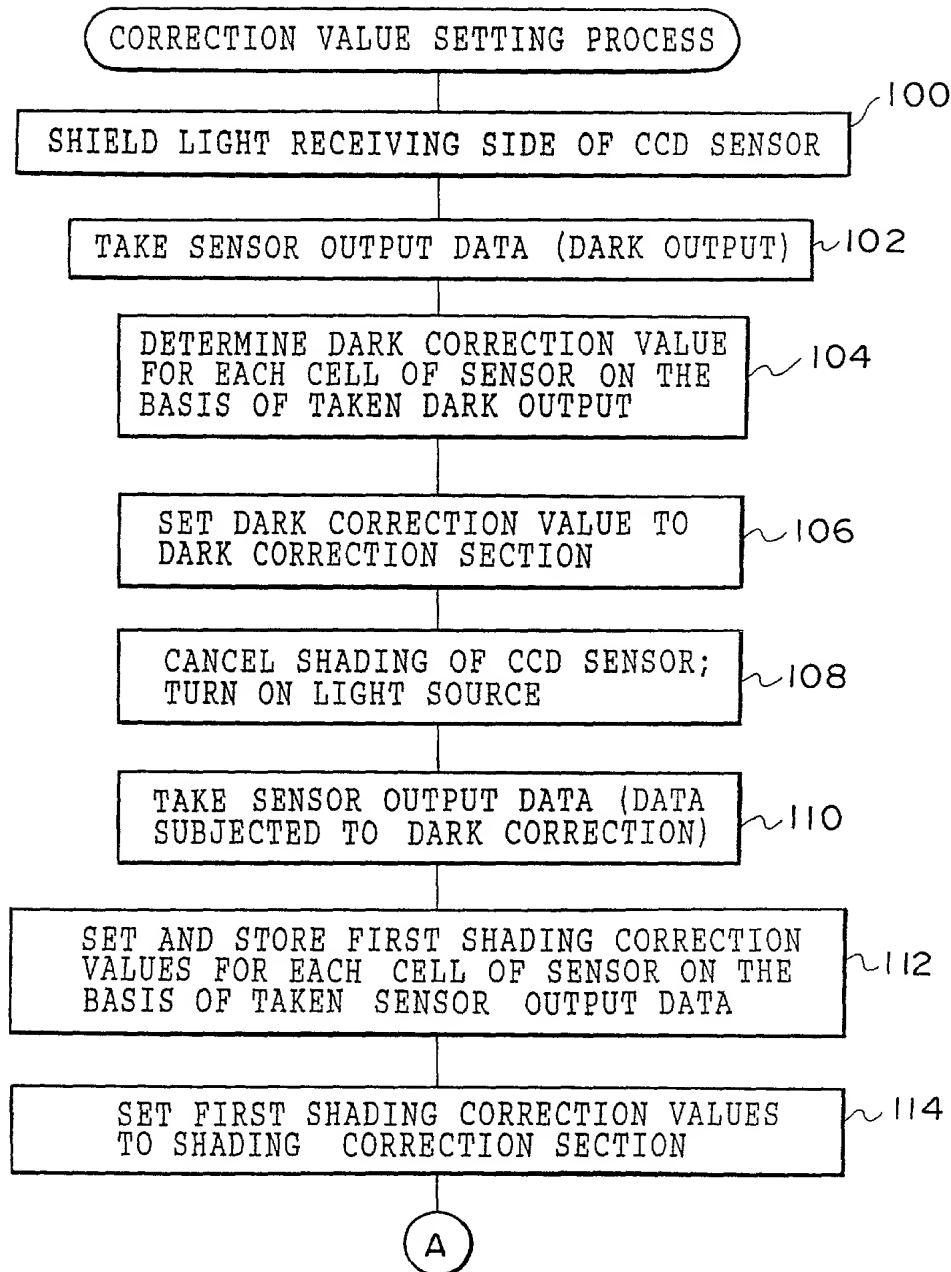 CORRECTION VALUE SETTING PROCESS
100
SHIELD LIGHT RECEIVING SIDE OF CCD SENSOR
TAKE SENSOR OUTPUT DATA (DARK OUTPUT)
102
DETERMINE DARK CORRECTION VALUE
FOR EACH CELL OF SENSOR ON THE
BASIS OF TAKEN DARK OUTPUT
104
SET DARK CORRECTION VALUE TO
DARK CORRECTION SECTION
106
CANCEL SHADING OF CCD SENSOR;
TURN ON LIGHT SOURCE
108
TAKE SENSOR OUTPUT DATA (DATA
SUBJECTED TO DARK CORRECTION)
110
SET AND STORE FIRST SHADING CORRECTION
VALUES FOR EACH CELL OF SENSOR ON THE
BASIS OF TAKEN SENSOR OUTPUT DATA
112
SET FIRST SHADING CORRECTION VALUES
TO SHADING CORRECTION SECTION
114
A